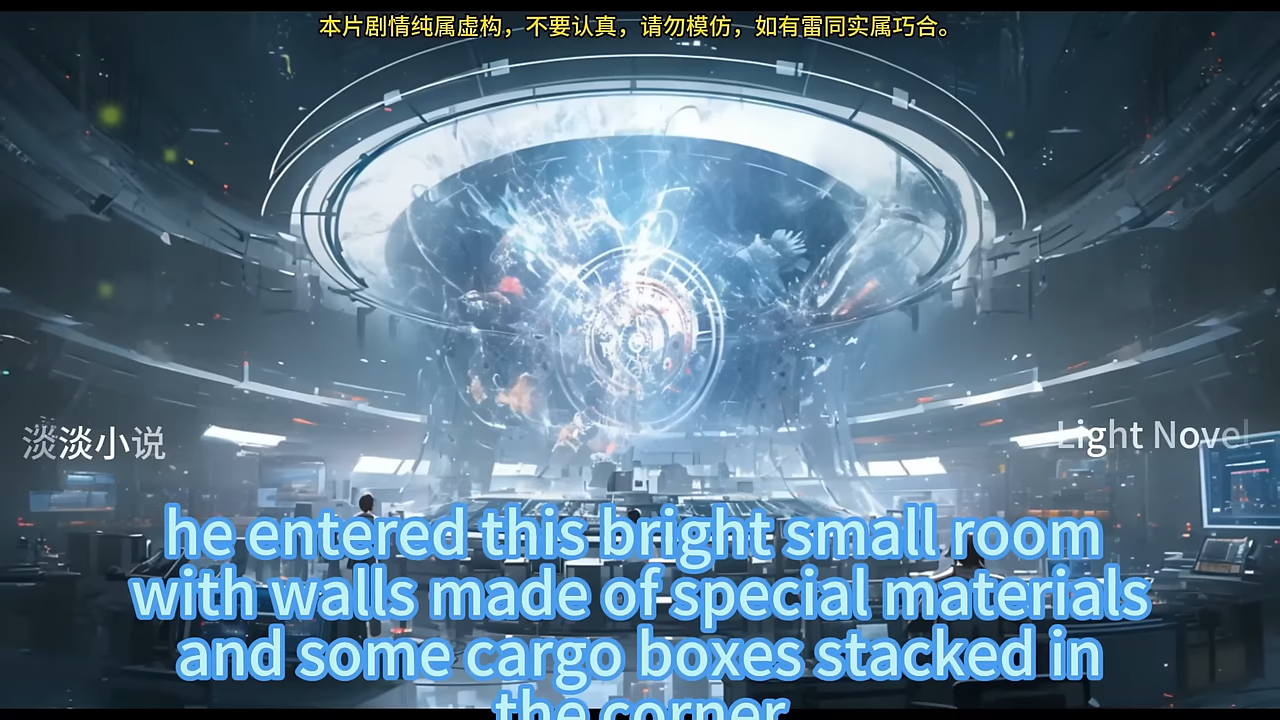 本片剧情纯属虚构，不要认真，请勿模仿，如有雷同实属巧合。
淡淡小说
Light Novel
he entered this bright small room
with walls made of special materials
and some cargo boxes stacked in
the corner